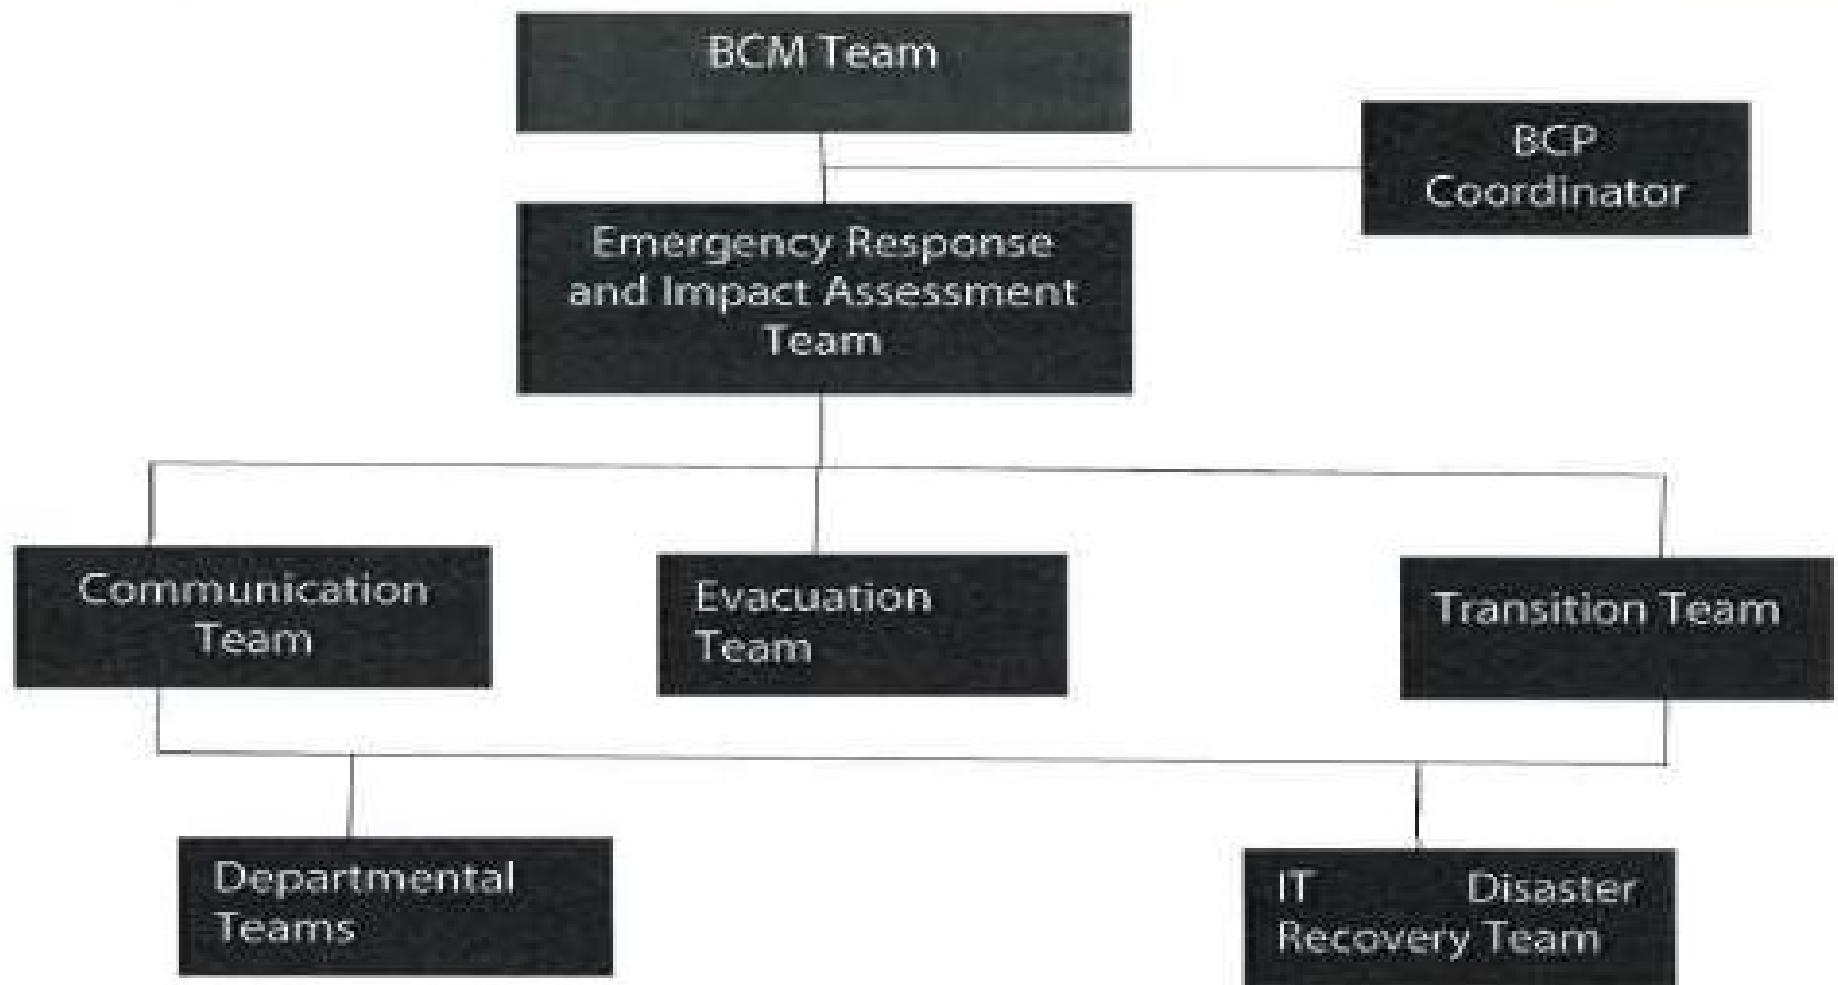 BCM Team
BCP
Coordinator
Emergency Response
and Impact Assessment
Team
Communication
Team
Evacuation
Team
Transition Team
Departmental
Teams
IT Disaster
Recovery Team